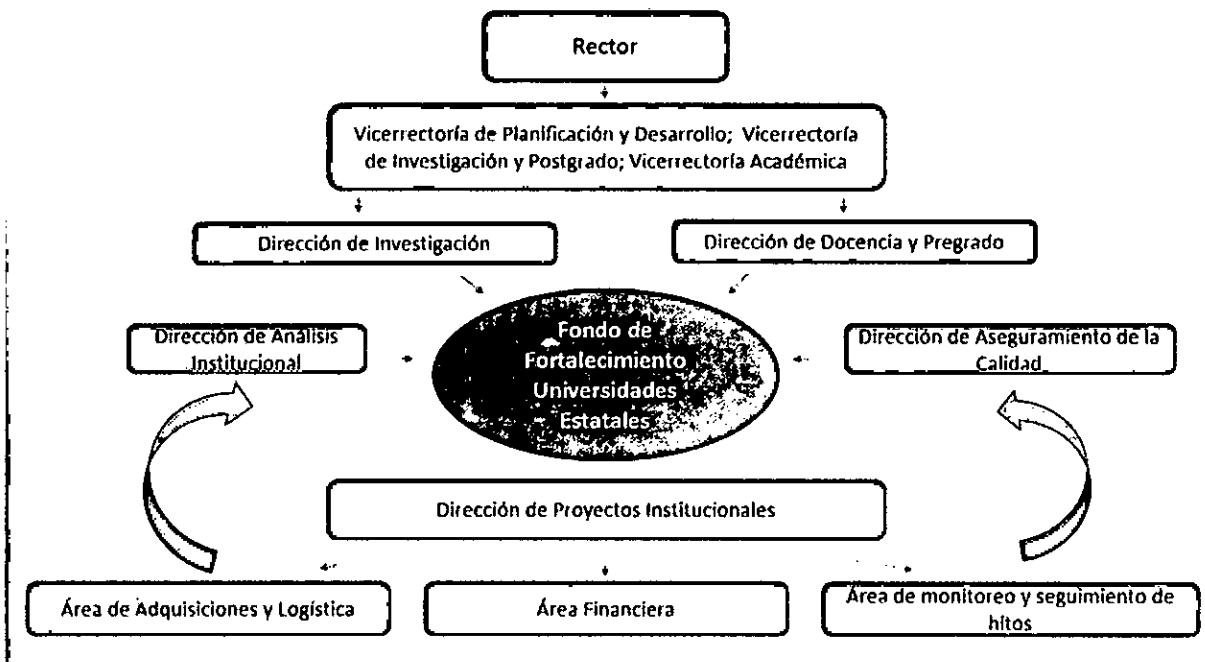 Rector
Vicerrectoría de Planificación y Desarrollo; Vicerrectoría
de Investigación y Postgrado; Vicerrectoría Académica
Dirección de Investigación
Dirección de Docencia y Pregrado
Dirección de Análisis
Institucional
Fondo de
Fortalecimiento
Universidades
Estatales
Dirección de Aseguramiento de la
Calidad
Dirección de Proyectos Institucionales
Área de Adquisiciones y Logística
Área Financiera
Área de monitoreo y seguimiento de
hitos